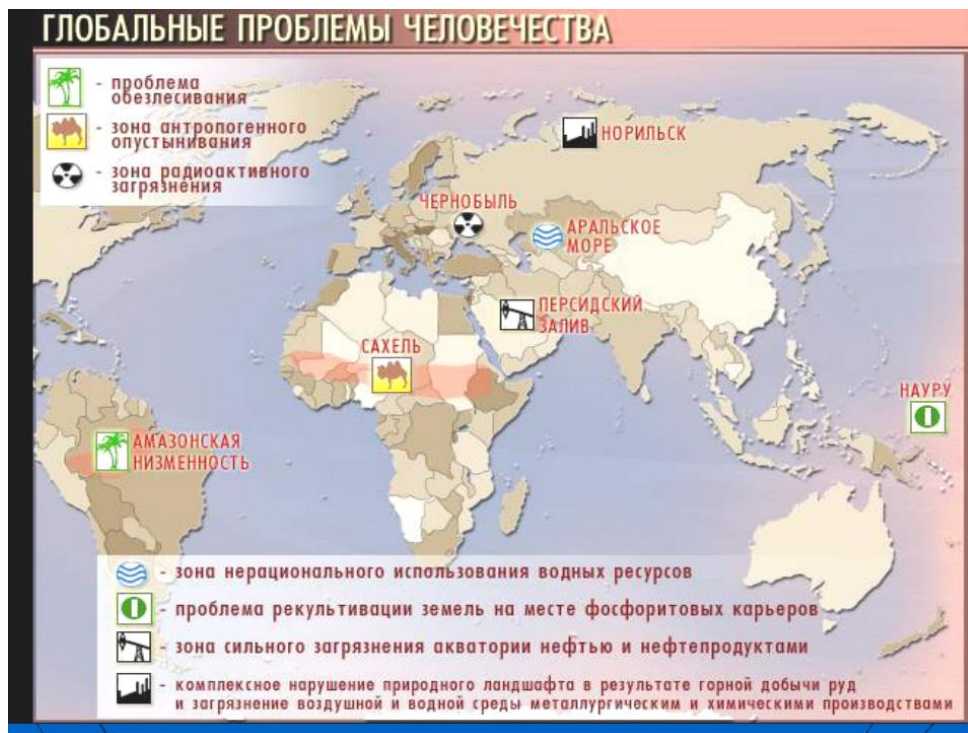 ГЛОБАЛЬНЫЕ ПРОБЛЕМЫ ЧЕЛОВЕЧЕСТВА
- проблема
обезлесивания
- зона антропогенного
опустынивания
- зона радиоактивного
загрязнения
НОРИЛЬСК
ЧЕРНОБЫЛЬ
АРАЛЬСКОЕ
МОРЕ
ПЕРСИДСКИЙ
ЗАЛИВ
САХЕЛЬ
НАУРУ
АМАЗОНСКАЯ
НИЗМЕННОСТЬ
- зона нерационального использования водных ресурсов
- проблема рекультивации земель на месте фосфоритовых карьеров
- зона сильного загрязнения акватории нефтью и нефтепродуктами
- комплексное нарушение природного ландшафта в результате горной добычи руд
и загрязнение воздушной и водной среды металлургическим и химическими производствами